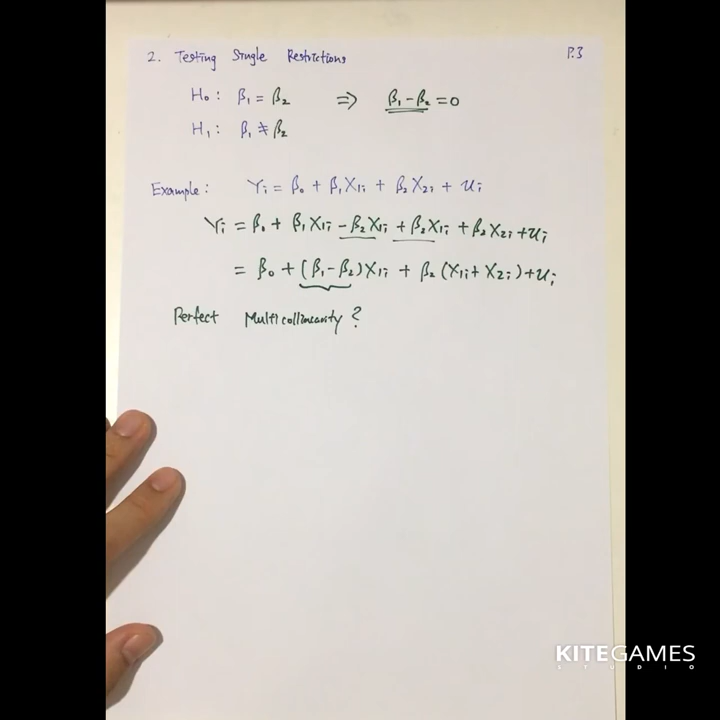 2. Testing Single Restrictions P.3
H₀: β₁ = β₂ ⇒ β₁ - β₂ = 0
H₁: β₁ ≠ β₂
Example: Yᵢ = β₀ + β₁X₁ᵢ + β₂X₂ᵢ + uᵢ
Yᵢ = β₀ + β₁X₁ᵢ - β₂X₁ᵢ + β₂X₁ᵢ + β₂X₂ᵢ + uᵢ
= β₀ + (β₁ - β₂)X₁ᵢ + β₂(X₁ᵢ + X₂ᵢ) + uᵢ
Perfect Multicollinearity?
KITEGAMES
STUDIO